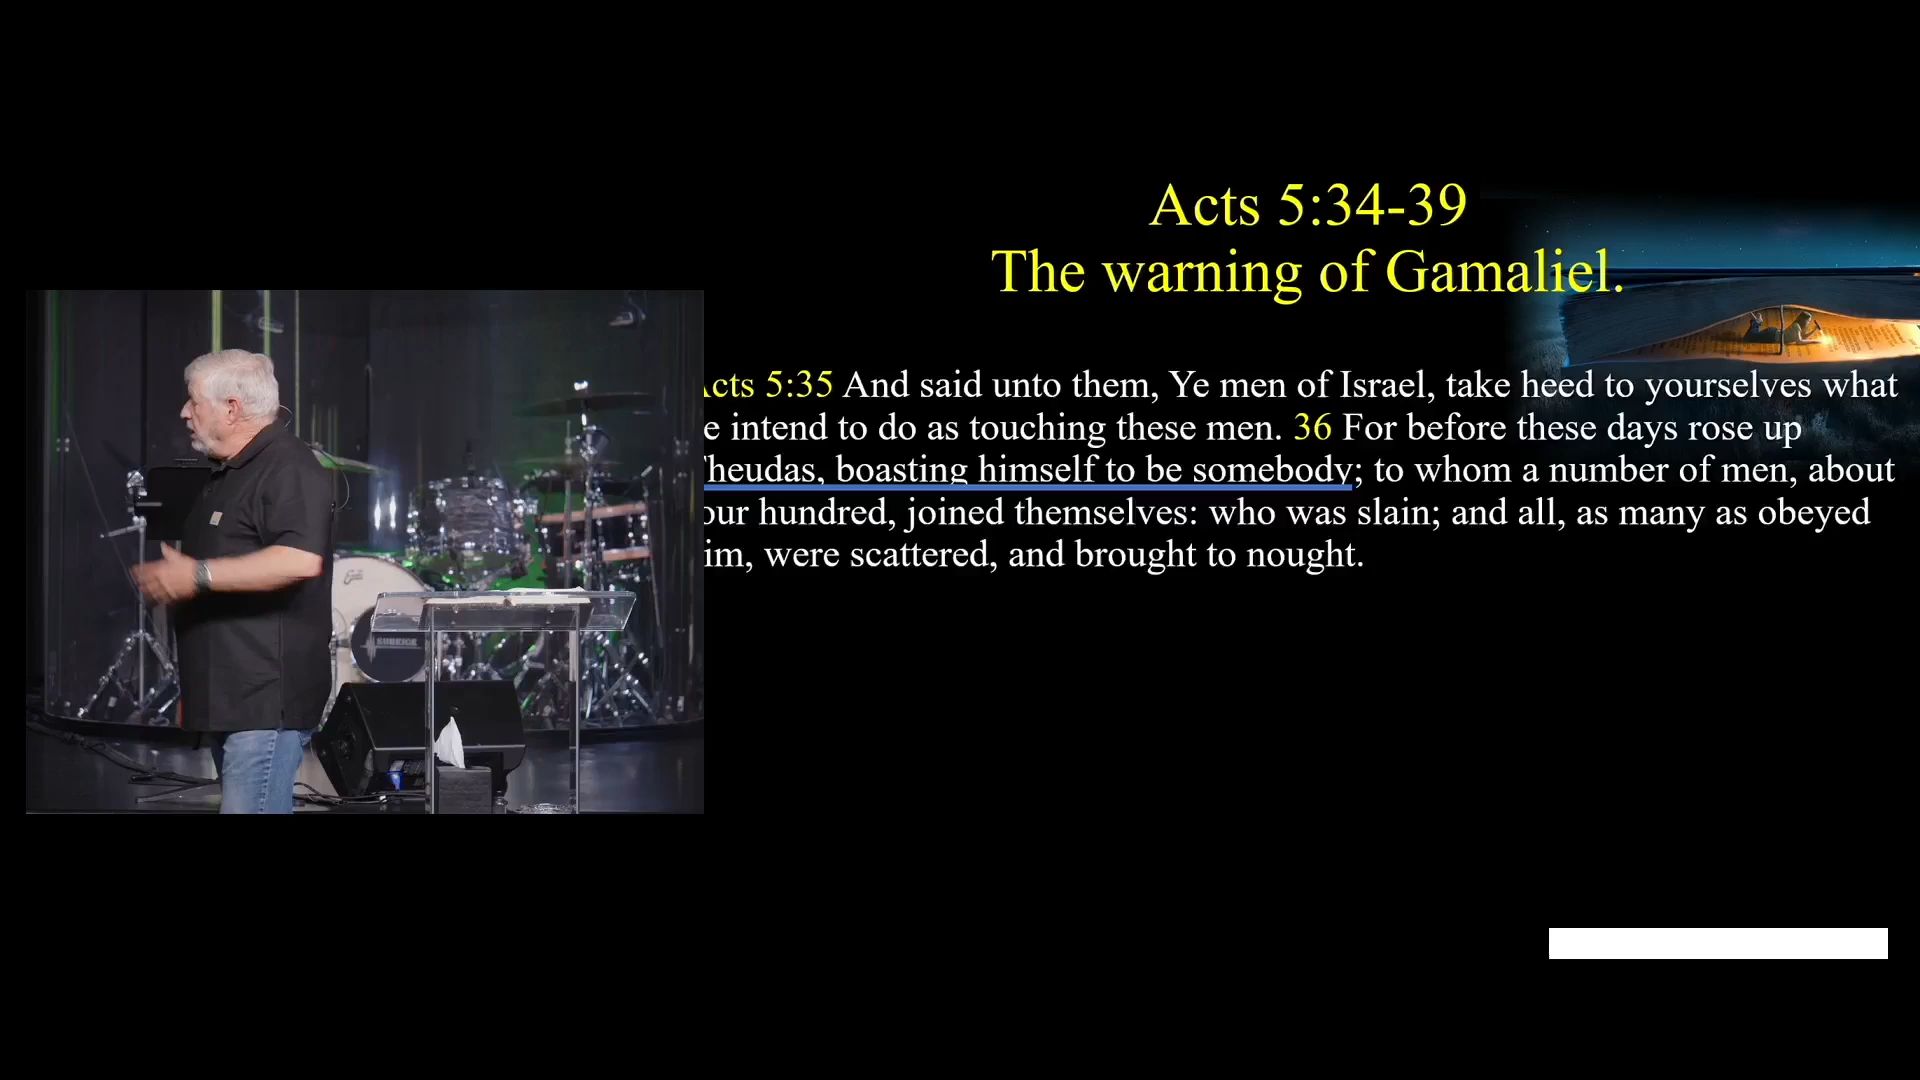 Acts 5:34-39
The warning of Gamaliel.
Acts 5:35 And said unto them, Ye men of Israel, take heed to yourselves what
e intend to do as touching these men. 36 For before these days rose up
Theudas, boasting himself to be somebody; to whom a number of men, about
our hundred, joined themselves: who was slain; and all, as many as obeyed
im, were scattered, and brought to nought.